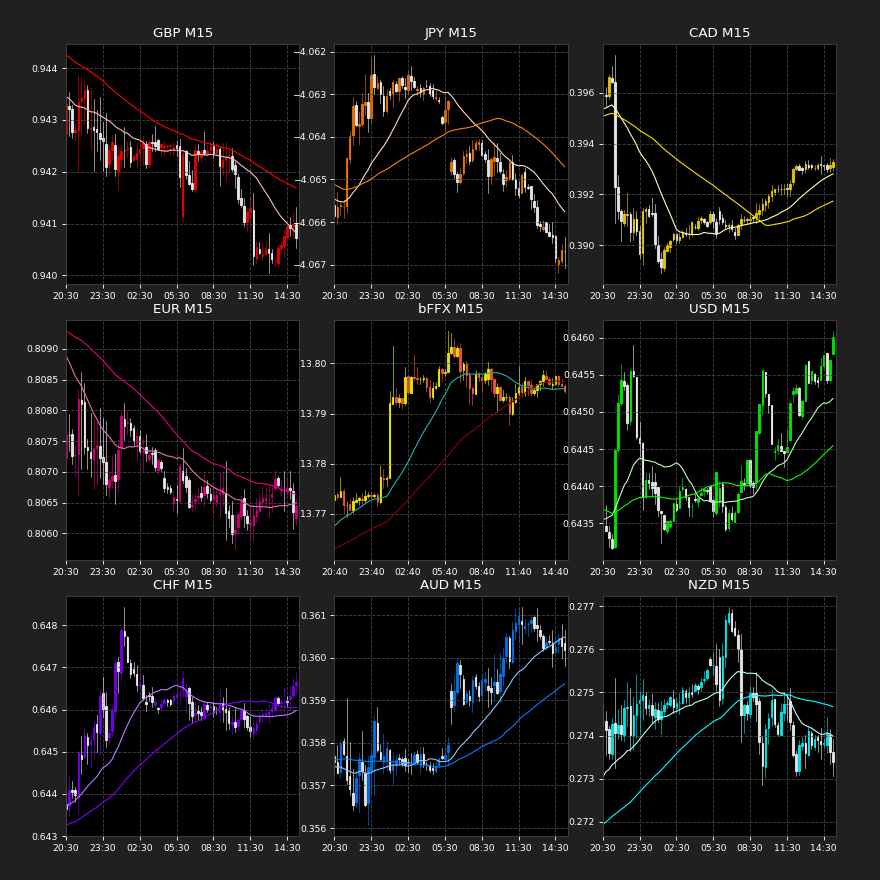 GBP M15
0.944
0.943
0.942
0.941
0.940
20:30 23:30 02:30 05:30 08:30 11:30 14:30
JPY M15
−4.062
−4.063
−4.064
−4.065
−4.066
−4.067
20:30 23:30 02:30 05:30 08:30 11:30 14:30
CAD M15
0.396
0.394
0.392
0.390
20:30 23:30 02:30 05:30 08:30 11:30 14:30
EUR M15
0.8090
0.8085
0.8080
0.8075
0.8070
0.8065
0.8060
20:30 23:30 02:30 05:30 08:30 11:30 14:30
bFFX M15
13.80
13.79
13.78
13.77
20:40 23:40 02:40 05:40 08:40 11:40 14:40
USD M15
0.6460
0.6455
0.6450
0.6445
0.6440
0.6435
20:30 23:30 02:30 05:30 08:30 11:30 14:30
CHF M15
0.648
0.647
0.646
0.645
0.644
0.643
20:30 23:30 02:30 05:30 08:30 11:30 14:30
AUD M15
0.361
0.360
0.359
0.358
0.357
0.356
20:30 23:30 02:30 05:30 08:30 11:30 14:30
NZD M15
0.277
0.276
0.275
0.274
0.273
0.272
20:30 23:30 02:30 05:30 08:30 11:30 14:30